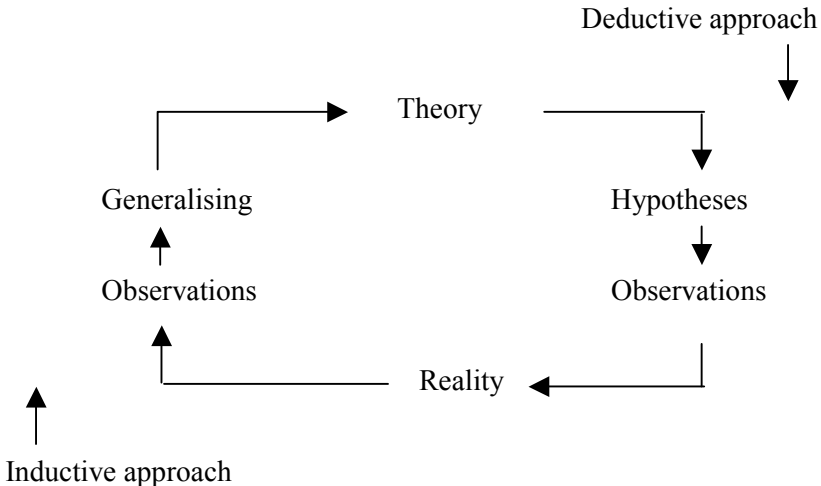 Deductive approach
Theory
Generalising
Hypotheses
Observations
Observations
Reality
Inductive approach